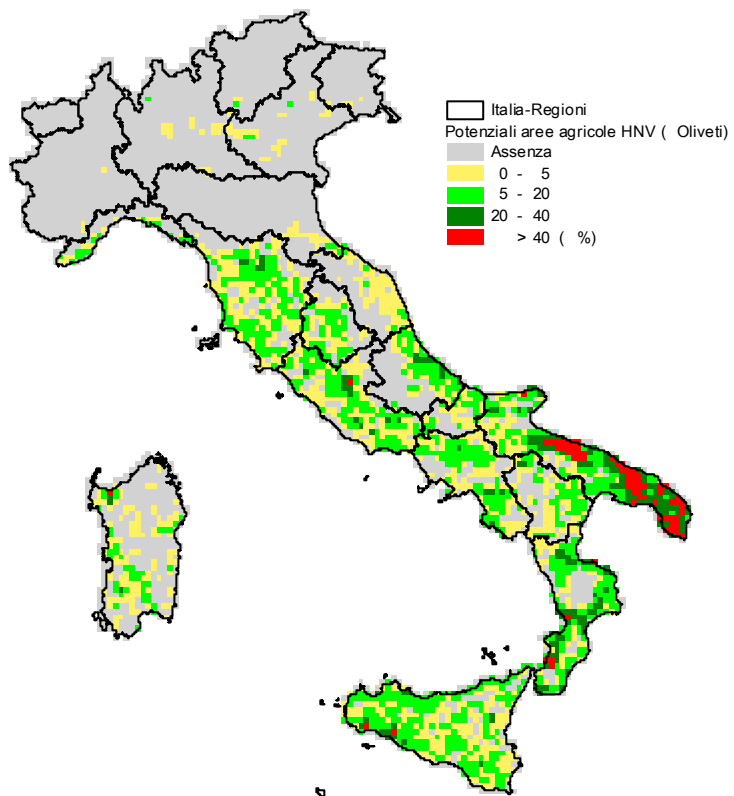 Italia-Regioni
Potenziali aree agricole HNV ( Oliveti)
Assenza
0 - 5
5 - 20
20 - 40
> 40 ( %)